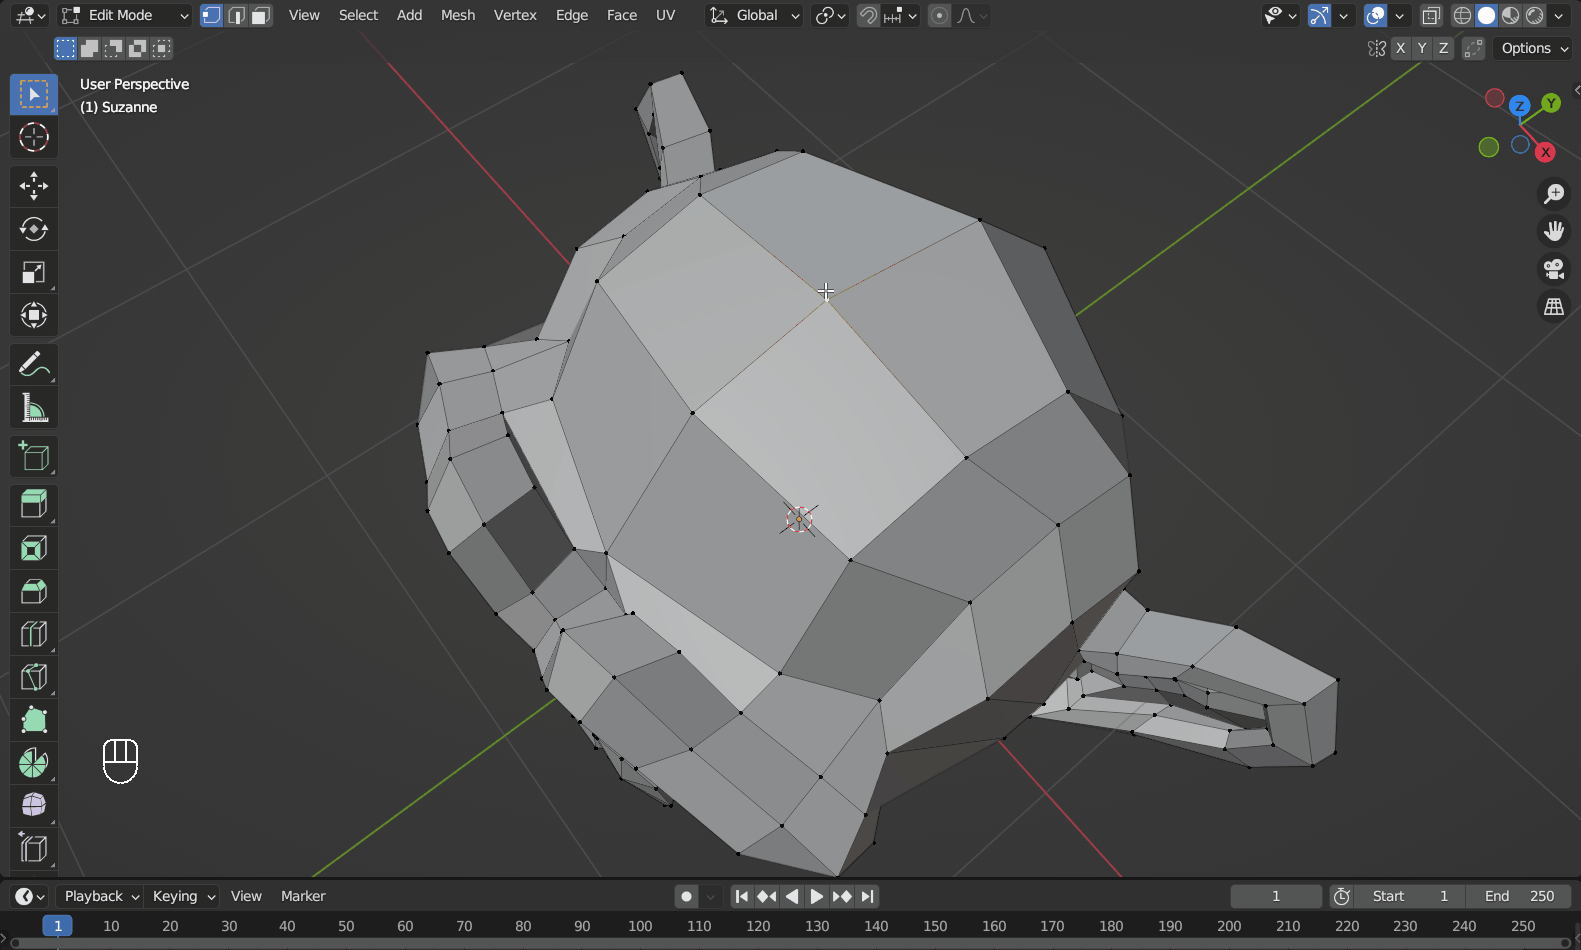 Edit Mode View Select Add Mesh Vertex Edge Face UV Global
X Y Z Options
User Perspective
(1) Suzanne
Z Y
X
Playback Keying View Marker 1 Start 1 End 250
1 10 20 30 40 50 60 70 80 90 100 110 120 130 140 150 160 170 180 190 200 210 220 230 240 250